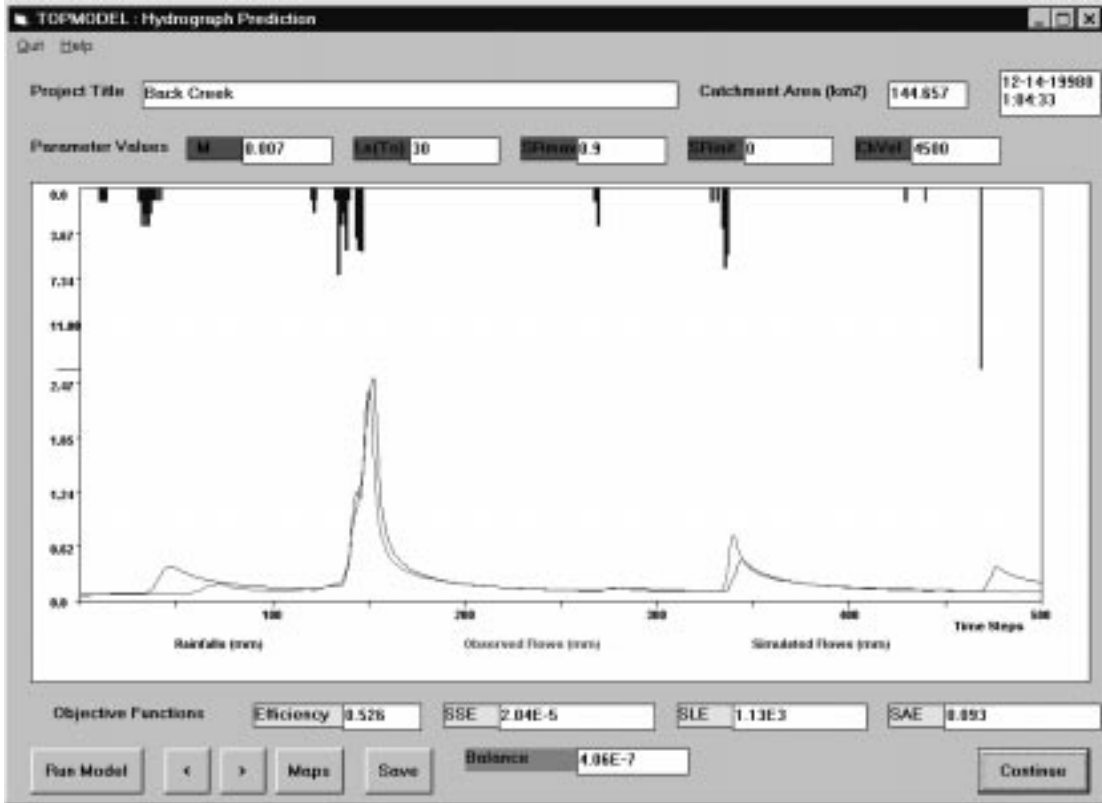 TOPMODEL : Hydrograph Prediction
Quit Help
Project Title Back Creek Catchment Area (km2) 144.657 12-14-1998
1:04:33
Parameter Values M 0.007 Ln(To) 30 SRmax 0.9 SRinit 0 ChVel 4500
0.0
3.67
7.34
11.00
2.47
1.85
1.24
0.62
0.0
100 200 300 400 500
Time Steps
Rainfalls (mm) Observed Flows (mm) Simulated Flows (mm)
Objective Functions Efficiency 0.526 SSE 2.04E-5 SLE 1.13E3 SAE 0.093
Run Model < > Maps Save Balance 4.06E-7 Continue